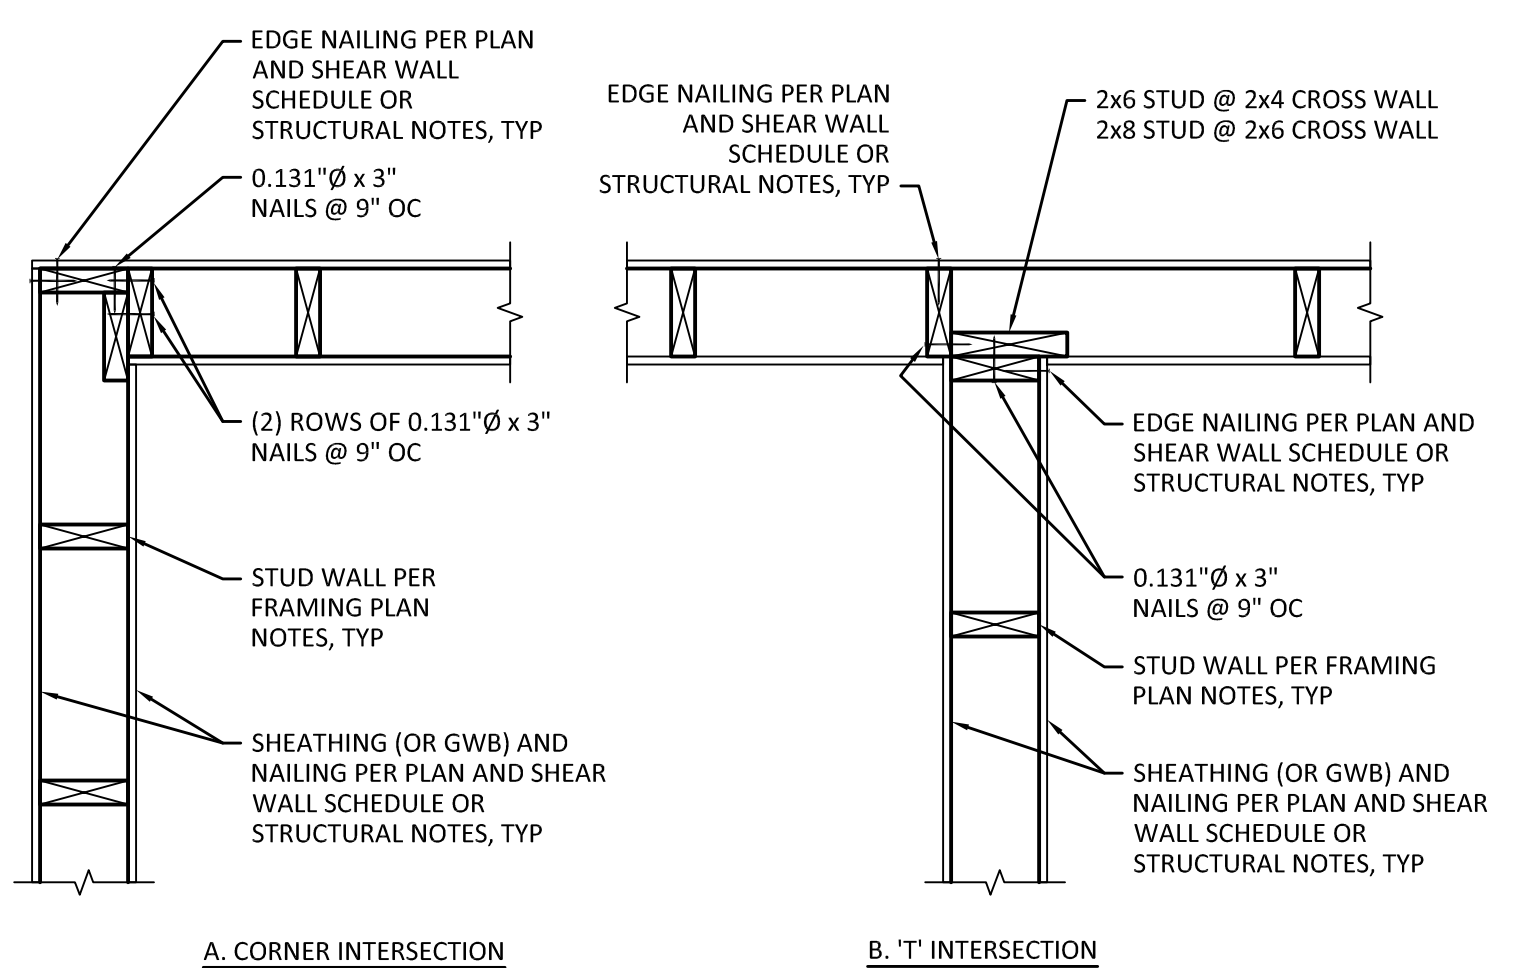 EDGE NAILING PER PLAN
AND SHEAR WALL
SCHEDULE OR
STRUCTURAL NOTES, TYP
0.131"Ø x 3"
NAILS @ 9" OC
(2) ROWS OF 0.131"Ø x 3"
NAILS @ 9" OC
STUD WALL PER
FRAMING PLAN
NOTES, TYP
SHEATHING (OR GWB) AND
NAILING PER PLAN AND SHEAR
WALL SCHEDULE OR
STRUCTURAL NOTES, TYP
A. CORNER INTERSECTION
EDGE NAILING PER PLAN
AND SHEAR WALL
SCHEDULE OR
STRUCTURAL NOTES, TYP
2x6 STUD @ 2x4 CROSS WALL
2x8 STUD @ 2x6 CROSS WALL
EDGE NAILING PER PLAN AND
SHEAR WALL SCHEDULE OR
STRUCTURAL NOTES, TYP
0.131"Ø x 3"
NAILS @ 9" OC
STUD WALL PER FRAMING
PLAN NOTES, TYP
SHEATHING (OR GWB) AND
NAILING PER PLAN AND SHEAR
WALL SCHEDULE OR
STRUCTURAL NOTES, TYP
B. 'T' INTERSECTION